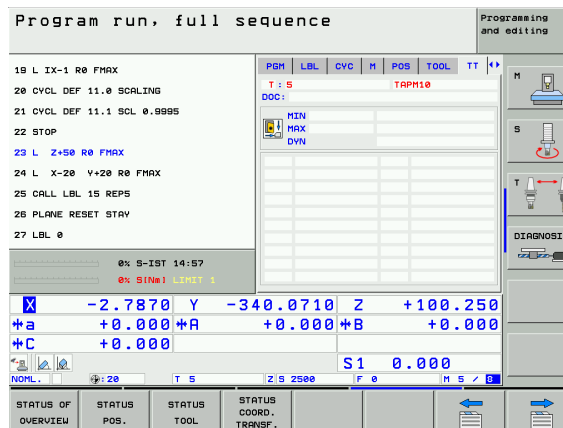 Program run, full sequence
Programming
and editing
19 L IX-1 R0 FMAX
20 CYCL DEF 11.0 SCALING
21 CYCL DEF 11.1 SCL 0.9995
22 STOP
23 L Z+50 R0 FMAX
24 L X-20 Y+20 R0 FMAX
25 CALL LBL 15 REP5
26 PLANE RESET STAY
27 LBL 0
0% S-IST 14:57
0% S[Nm] LIMIT 1
PGM LBL CYC M POS TOOL TT
T : 5 TAPM10
DOC:
MIN
MAX
DYN
M
S
T
DIAGNOSI
X -2.7870 Y -340.0710 Z +100.250
a +0.000 A +0.000 B +0.000
C +0.000
S1 0.000
NOML. : 20 T 5 Z S 2500 F 0 M 5 / 8
STATUS OF
OVERVIEW
STATUS
POS.
STATUS
TOOL
STATUS
COORD.
TRANSF.